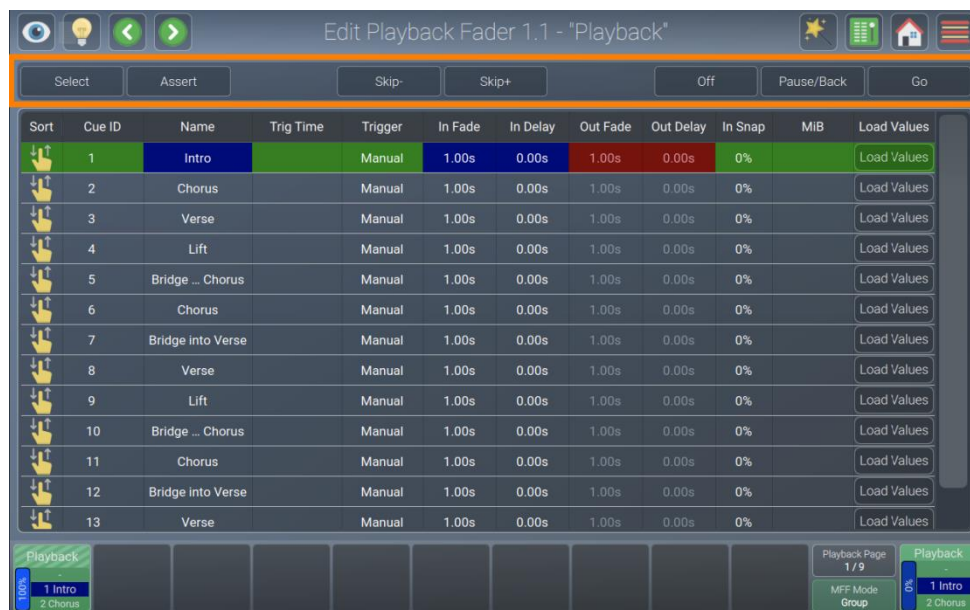 Edit Playback Fader 1.1 - "Playback"
Select Assert Skip- Skip+ Off Pause/Back Go
Sort Cue ID Name Trig Time Trigger In Fade In Delay Out Fade Out Delay In Snap MiB Load Values
1 Intro Manual 1.00s 0.00s 1.00s 0.00s 0% Load Values
2 Chorus Manual 1.00s 0.00s 1.00s 0.00s 0% Load Values
3 Verse Manual 1.00s 0.00s 1.00s 0.00s 0% Load Values
4 Lift Manual 1.00s 0.00s 1.00s 0.00s 0% Load Values
5 Bridge ... Chorus Manual 1.00s 0.00s 1.00s 0.00s 0% Load Values
6 Chorus Manual 1.00s 0.00s 1.00s 0.00s 0% Load Values
7 Bridge into Verse Manual 1.00s 0.00s 1.00s 0.00s 0% Load Values
8 Verse Manual 1.00s 0.00s 1.00s 0.00s 0% Load Values
9 Lift Manual 1.00s 0.00s 1.00s 0.00s 0% Load Values
10 Bridge ... Chorus Manual 1.00s 0.00s 1.00s 0.00s 0% Load Values
11 Chorus Manual 1.00s 0.00s 1.00s 0.00s 0% Load Values
12 Bridge into Verse Manual 1.00s 0.00s 1.00s 0.00s 0% Load Values
13 Verse Manual 1.00s 0.00s 1.00s 0.00s 0% Load Values
Playback
-
100%
1 Intro
2 Chorus
Playback Page
1 / 9
MFF Mode
Group
Playback
-
0%
1 Intro
2 Chorus